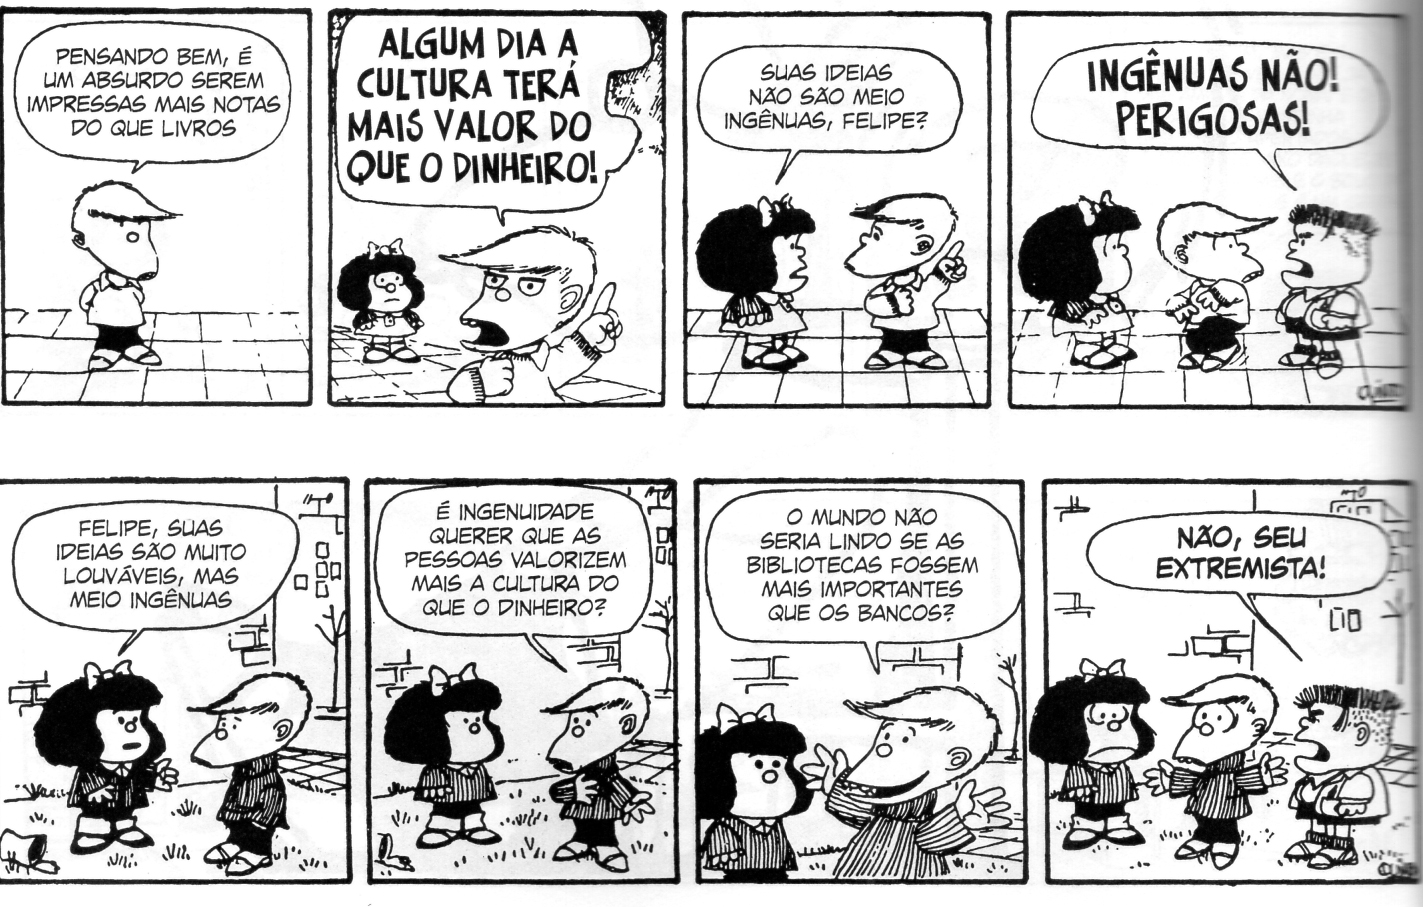 PENSANDO BEM, É
UM ABSURDO SEREM
IMPRESSAS MAIS NOTAS
DO QUE LIVROS
ALGUM DIA A
CULTURA TERÁ
MAIS VALOR DO
QUE O DINHEIRO!
SUAS IDEIAS
NÃO SÃO MEIO
INGÊNUAS, FELIPE?
INGÊNUAS NÃO!
PERIGOSAS!
FELIPE, SUAS
IDEIAS SÃO MUITO
LOUVÁVEIS, MAS
MEIO INGÊNUAS
É INGENUIDADE
QUERER QUE AS
PESSOAS VALORIZEM
MAIS A CULTURA DO
QUE O DINHEIRO?
O MUNDO NÃO
SERIA LINDO SE AS
BIBLIOTECAS FOSSEM
MAIS IMPORTANTES
QUE OS BANCOS?
NÃO, SEU
EXTREMISTA!